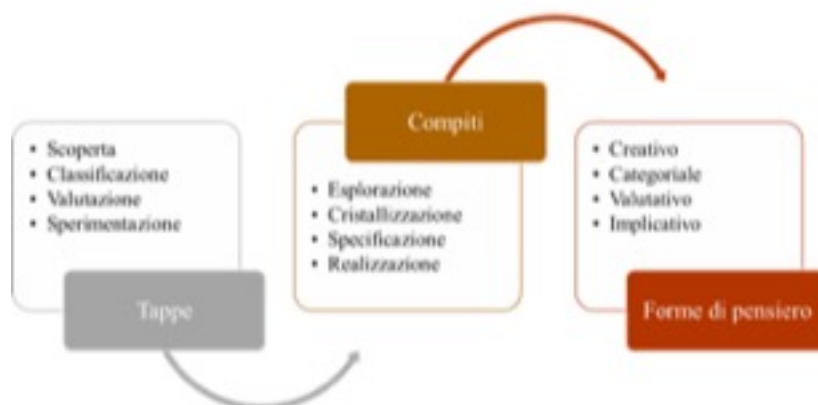 • Scoperta
• Classificazione
• Valutazione
• Sperimentazione
Tappe
Compiti
• Esplorazione
• Cristallizzazione
• Specificazione
• Realizzazione
• Creativo
• Categoriale
• Valutativo
• Implicativo
Forme di pensiero